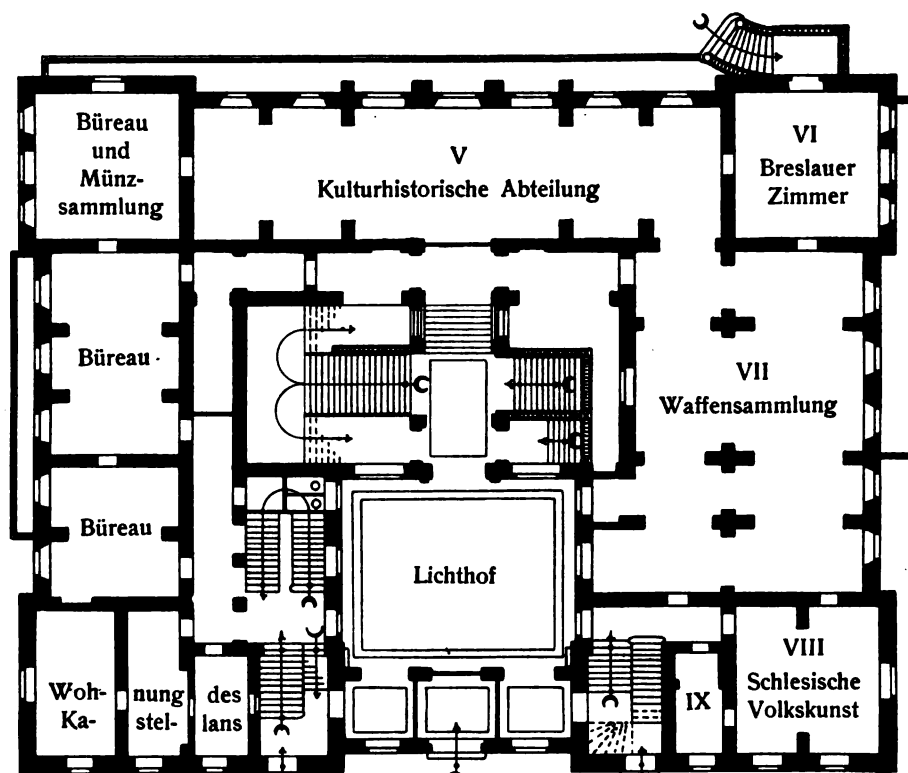 Büreau
und
Münz-
sammlung
V
Kulturhistorische Abteilung
VI
Breslauer
Zimmer
Büreau
VII
Waffensammlung
Büreau
Lichthof
Woh- nung des
Ka- stel- lans
IX
VIII
Schlesische
Volkskunst